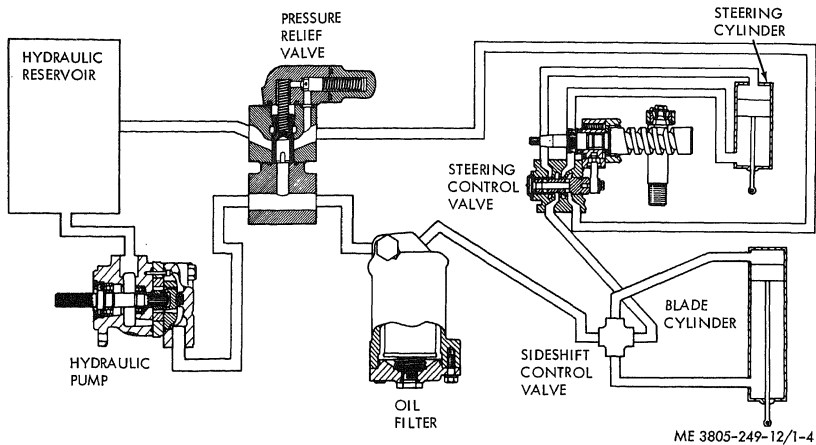 PRESSURE
RELIEF
VALVE
STEERING
CYLINDER
HYDRAULIC
RESERVOIR
STEERING
CONTROL
VALVE
BLADE
CYLINDER
SIDESHIFT
CONTROL
VALVE
HYDRAULIC
PUMP
OIL
FILTER
ME 3805-249-12/1-4